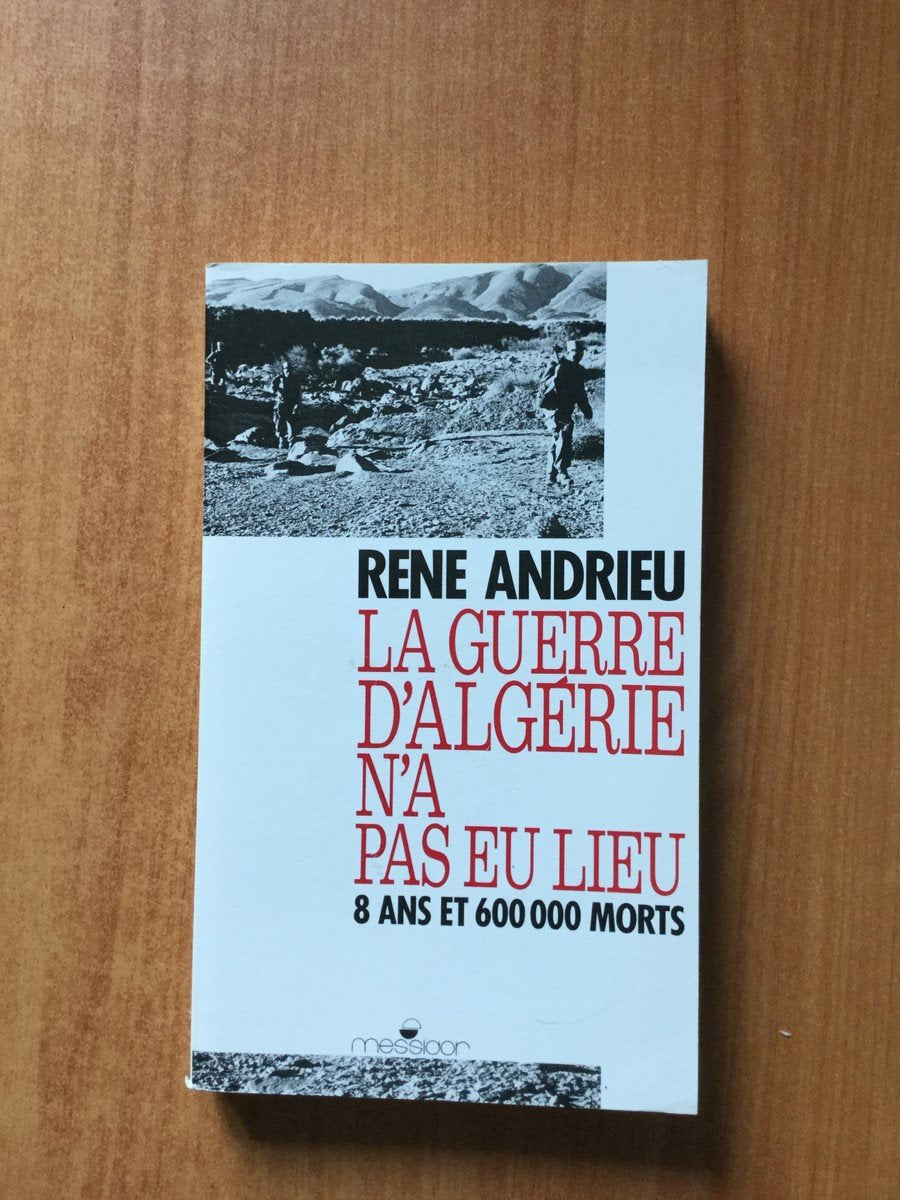 RENE ANDRIEU
LA GUERRE
D'ALGÉRIE
N'A
PAS EU LIEU
8 ANS ET 600 000 MORTS
messidor